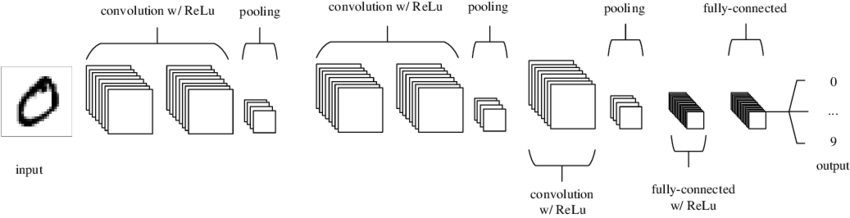 convolution w/ ReLu
pooling
convolution w/ ReLu
pooling
pooling
fully-connected
input
0
...
9
output
convolution
w/ ReLu
fully-connected
w/ ReLu